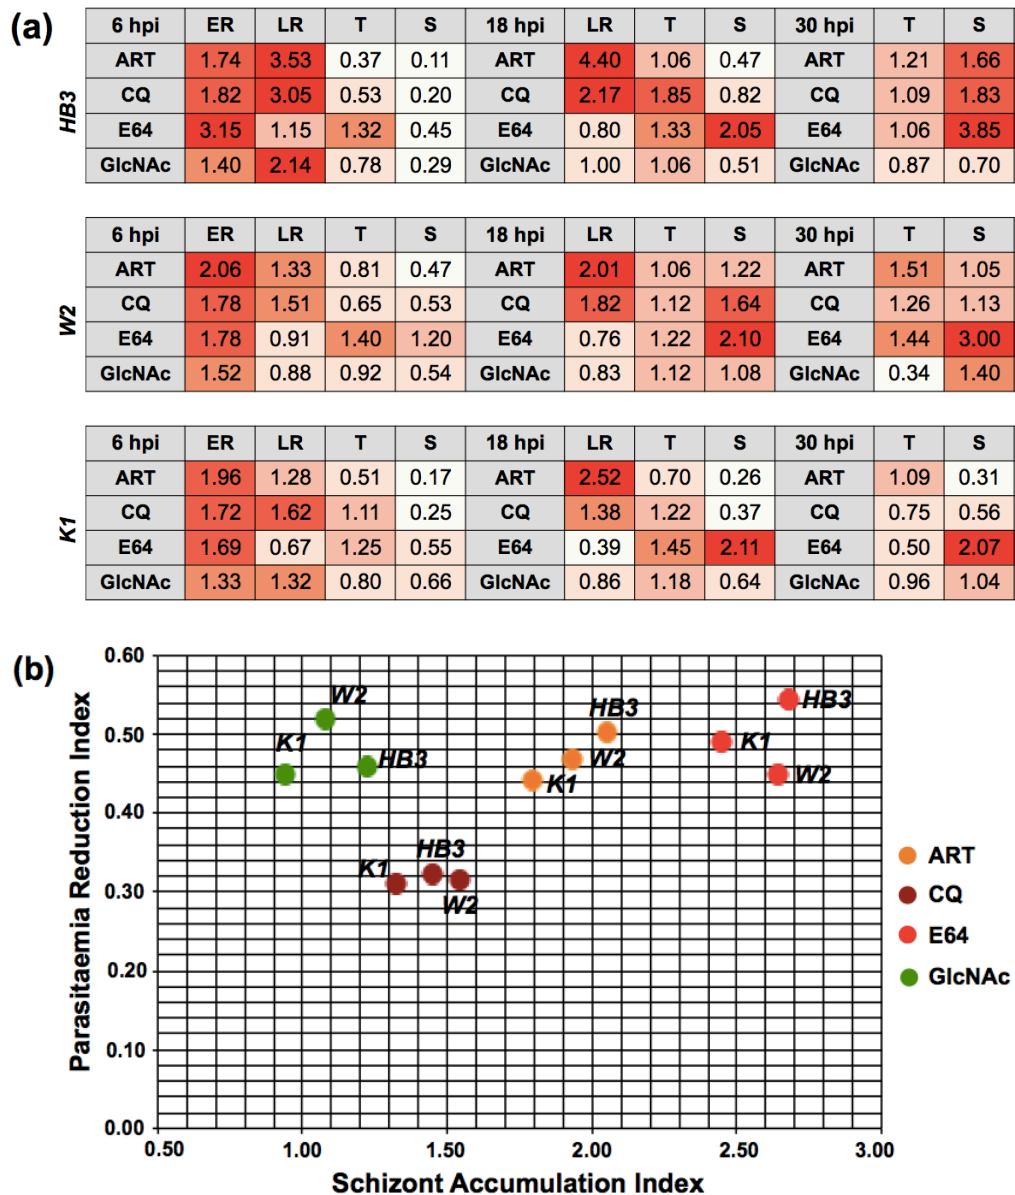 (a)
6 hpi ER LR T S 18 hpi LR T S 30 hpi T S
ART 1.74 3.53 0.37 0.11 ART 4.40 1.06 0.47 ART 1.21 1.66
CQ 1.82 3.05 0.53 0.20 CQ 2.17 1.85 0.82 CQ 1.09 1.83
HB3
E64 3.15 1.15 1.32 0.45 E64 0.80 1.33 2.05 E64 1.06 3.85
GlcNAc 1.40 2.14 0.78 0.29 GlcNAc 1.00 1.06 0.51 GlcNAc 0.87 0.70
6 hpi ER LR T S 18 hpi LR T S 30 hpi T S
ART 2.06 1.33 0.81 0.47 ART 2.01 1.06 1.22 ART 1.51 1.05
CQ 1.78 1.51 0.65 0.53 CQ 1.82 1.12 1.64 CQ 1.26 1.13
W2
E64 1.78 0.91 1.40 1.20 E64 0.76 1.22 2.10 E64 1.44 3.00
GlcNAc 1.52 0.88 0.92 0.54 GlcNAc 0.83 1.12 1.08 GlcNAc 0.34 1.40
6 hpi ER LR T S 18 hpi LR T S 30 hpi T S
ART 1.96 1.28 0.51 0.17 ART 2.52 0.70 0.26 ART 1.09 0.31
CQ 1.72 1.62 1.11 0.25 CQ 1.38 1.22 0.37 CQ 0.75 0.56
K1
E64 1.69 0.67 1.25 0.55 E64 0.39 1.45 2.11 E64 0.50 2.07
GlcNAc 1.33 1.32 0.80 0.66 GlcNAc 0.86 1.18 0.64 GlcNAc 0.96 1.04
(b)
Parasitaemia Reduction Index
0.60
0.50
0.40
0.30
0.20
0.10
0.00
W2
K1
HB3
HB3
W2
K1
HB3
K1
W2
HB3
K1
W2
ART
CQ
E64
GlcNAc
0.50 1.00 1.50 2.00 2.50 3.00
Schizont Accumulation Index